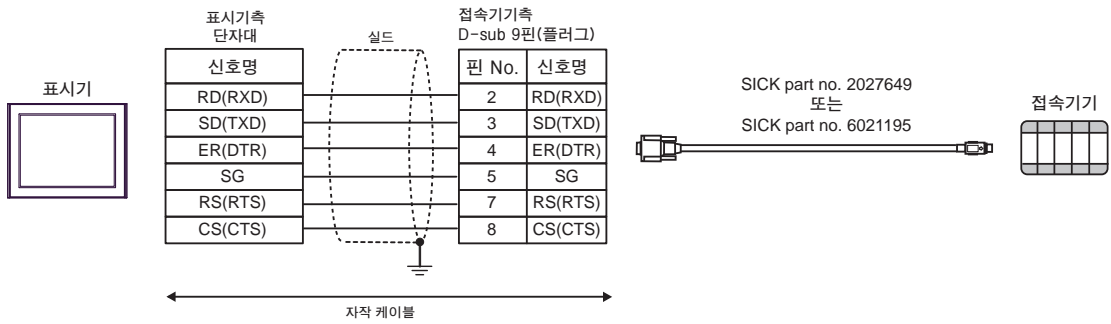 표시기
표시기측
단자대
신호명
RD(RXD)
SD(TXD)
ER(DTR)
SG
RS(RTS)
CS(CTS)
실드
접속기기측
D-sub 9핀(플러그)
핀 No. 신호명
2 RD(RXD)
3 SD(TXD)
4 ER(DTR)
5 SG
7 RS(RTS)
8 CS(CTS)
자작 케이블
SICK part no. 2027649
또는
SICK part no. 6021195
접속기기